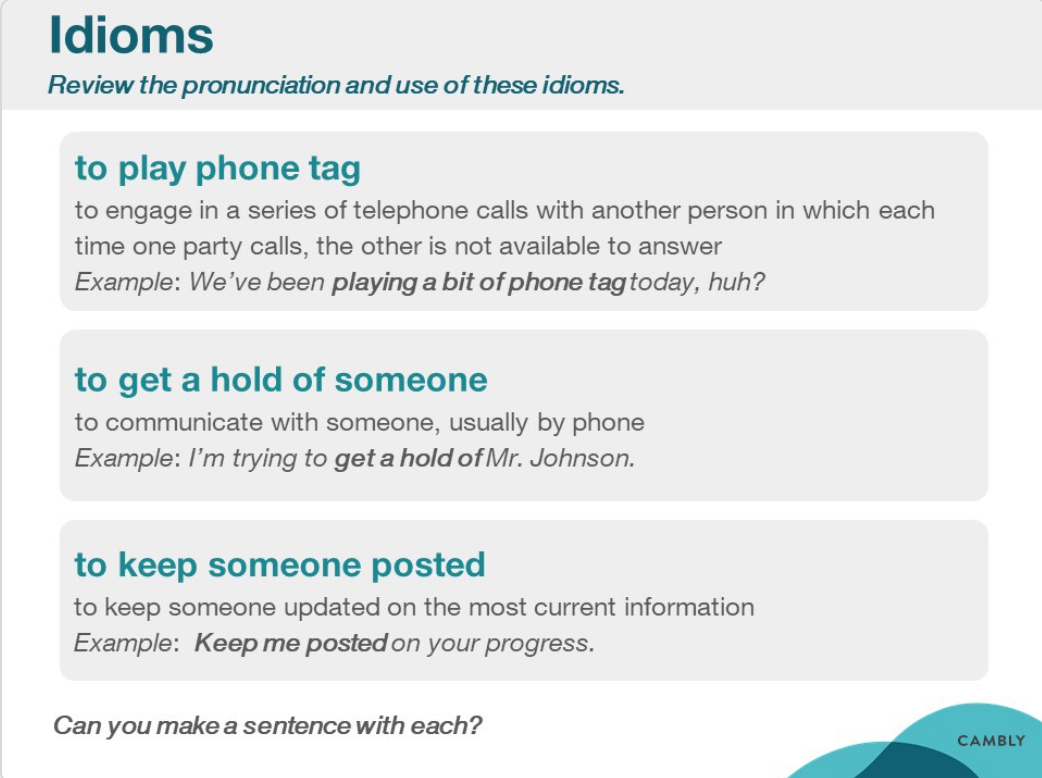 Idioms
Review the pronunciation and use of these idioms.
to play phone tag
to engage in a series of telephone calls with another person in which each
time one party calls, the other is not available to answer
Example: We’ve been playing a bit of phone tag today, huh?
to get a hold of someone
to communicate with someone, usually by phone
Example: I’m trying to get a hold of Mr. Johnson.
to keep someone posted
to keep someone updated on the most current information
Example: Keep me posted on your progress.
Can you make a sentence with each?
CAMBLY